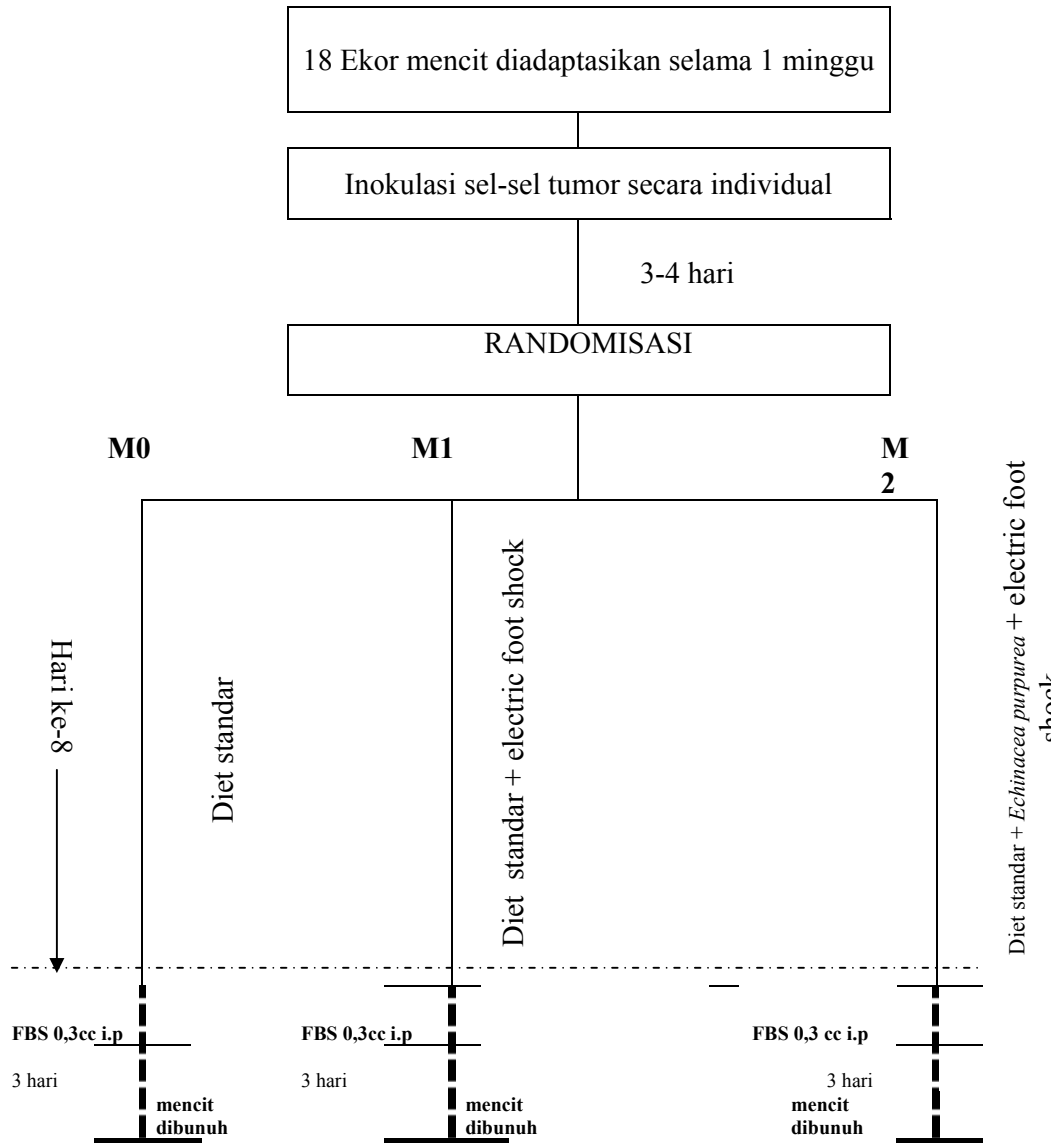 18 Ekor mencit diadaptasikan selama 1 minggu
Inokulasi sel-sel tumor secara individual
3-4 hari
RANDOMISASI
M0
M1
M
2
Hari ke-8
Diet standar
Diet standar + electric foot shock
Diet standar + Echinacea purpurea + electric foot
shock
FBS 0,3cc i.p
3 hari
mencit
dibunuh
FBS 0,3cc i.p
3 hari
mencit
dibunuh
FBS 0,3 cc i.p
3 hari
mencit
dibunuh